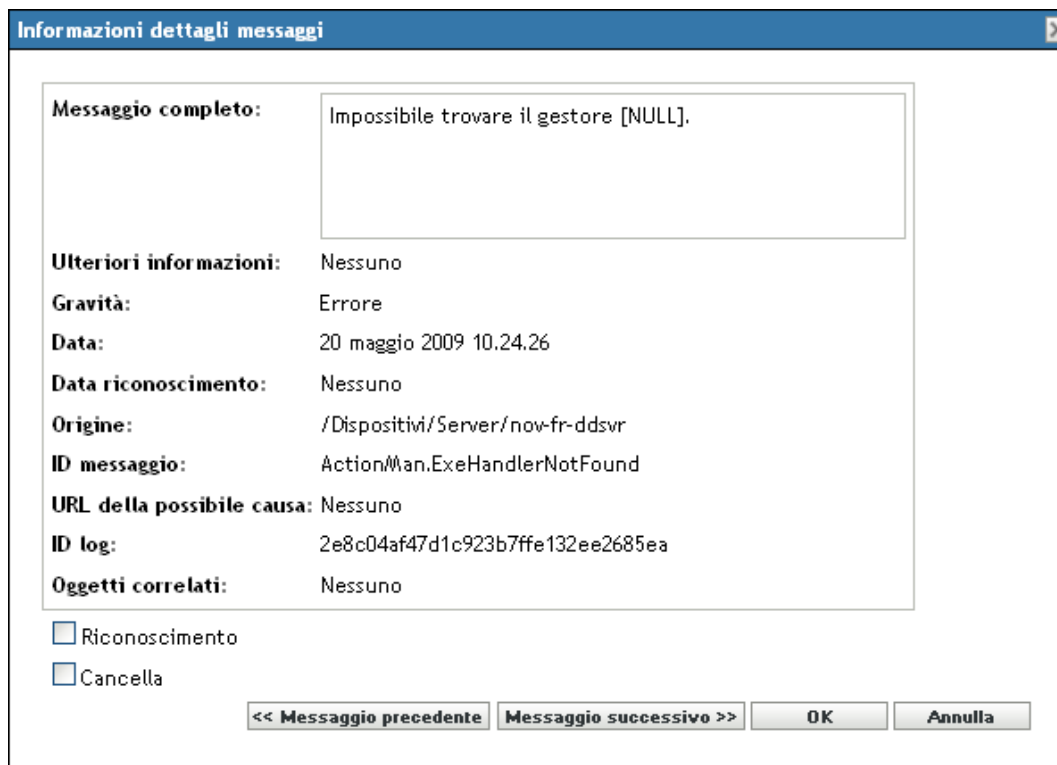 Informazioni dettagli messaggi
Messaggio completo: Impossibile trovare il gestore [NULL].
Ulteriori informazioni: Nessuno
Gravità: Errore
Data: 20 maggio 2009 10.24.26
Data riconoscimento: Nessuno
Origine: /Dispositivi/Server/nov-fr-ddsvr
ID messaggio: ActionMan.ExeHandlerNotFound
URL della possibile causa: Nessuno
ID log: 2e8c04af47d1c923b7ffe132ee2685ea
Oggetti correlati: Nessuno
Riconoscimento
Cancella
<< Messaggio precedente Messaggio successivo >> OK Annulla